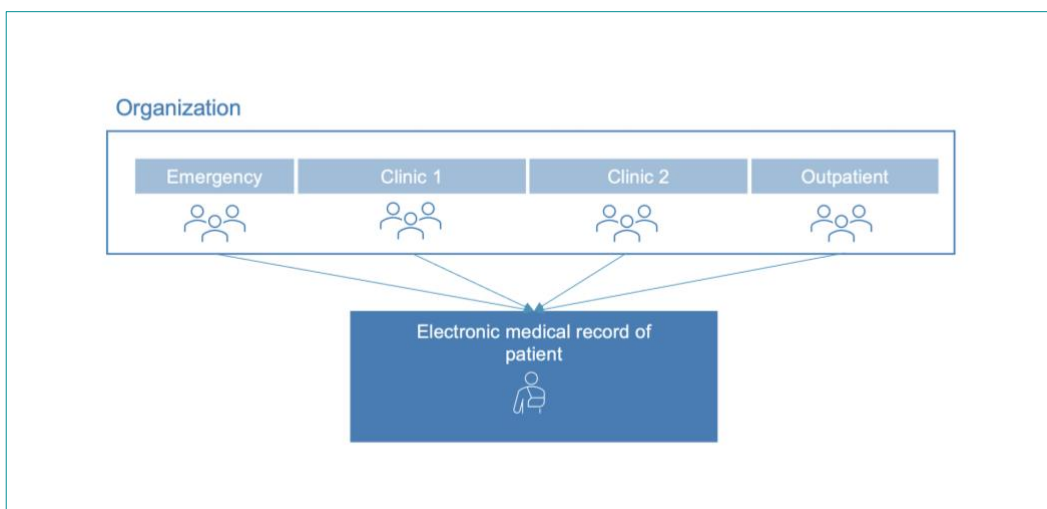 Organization
Emergency
Clinic 1
Clinic 2
Outpatient
Electronic medical record of
patient